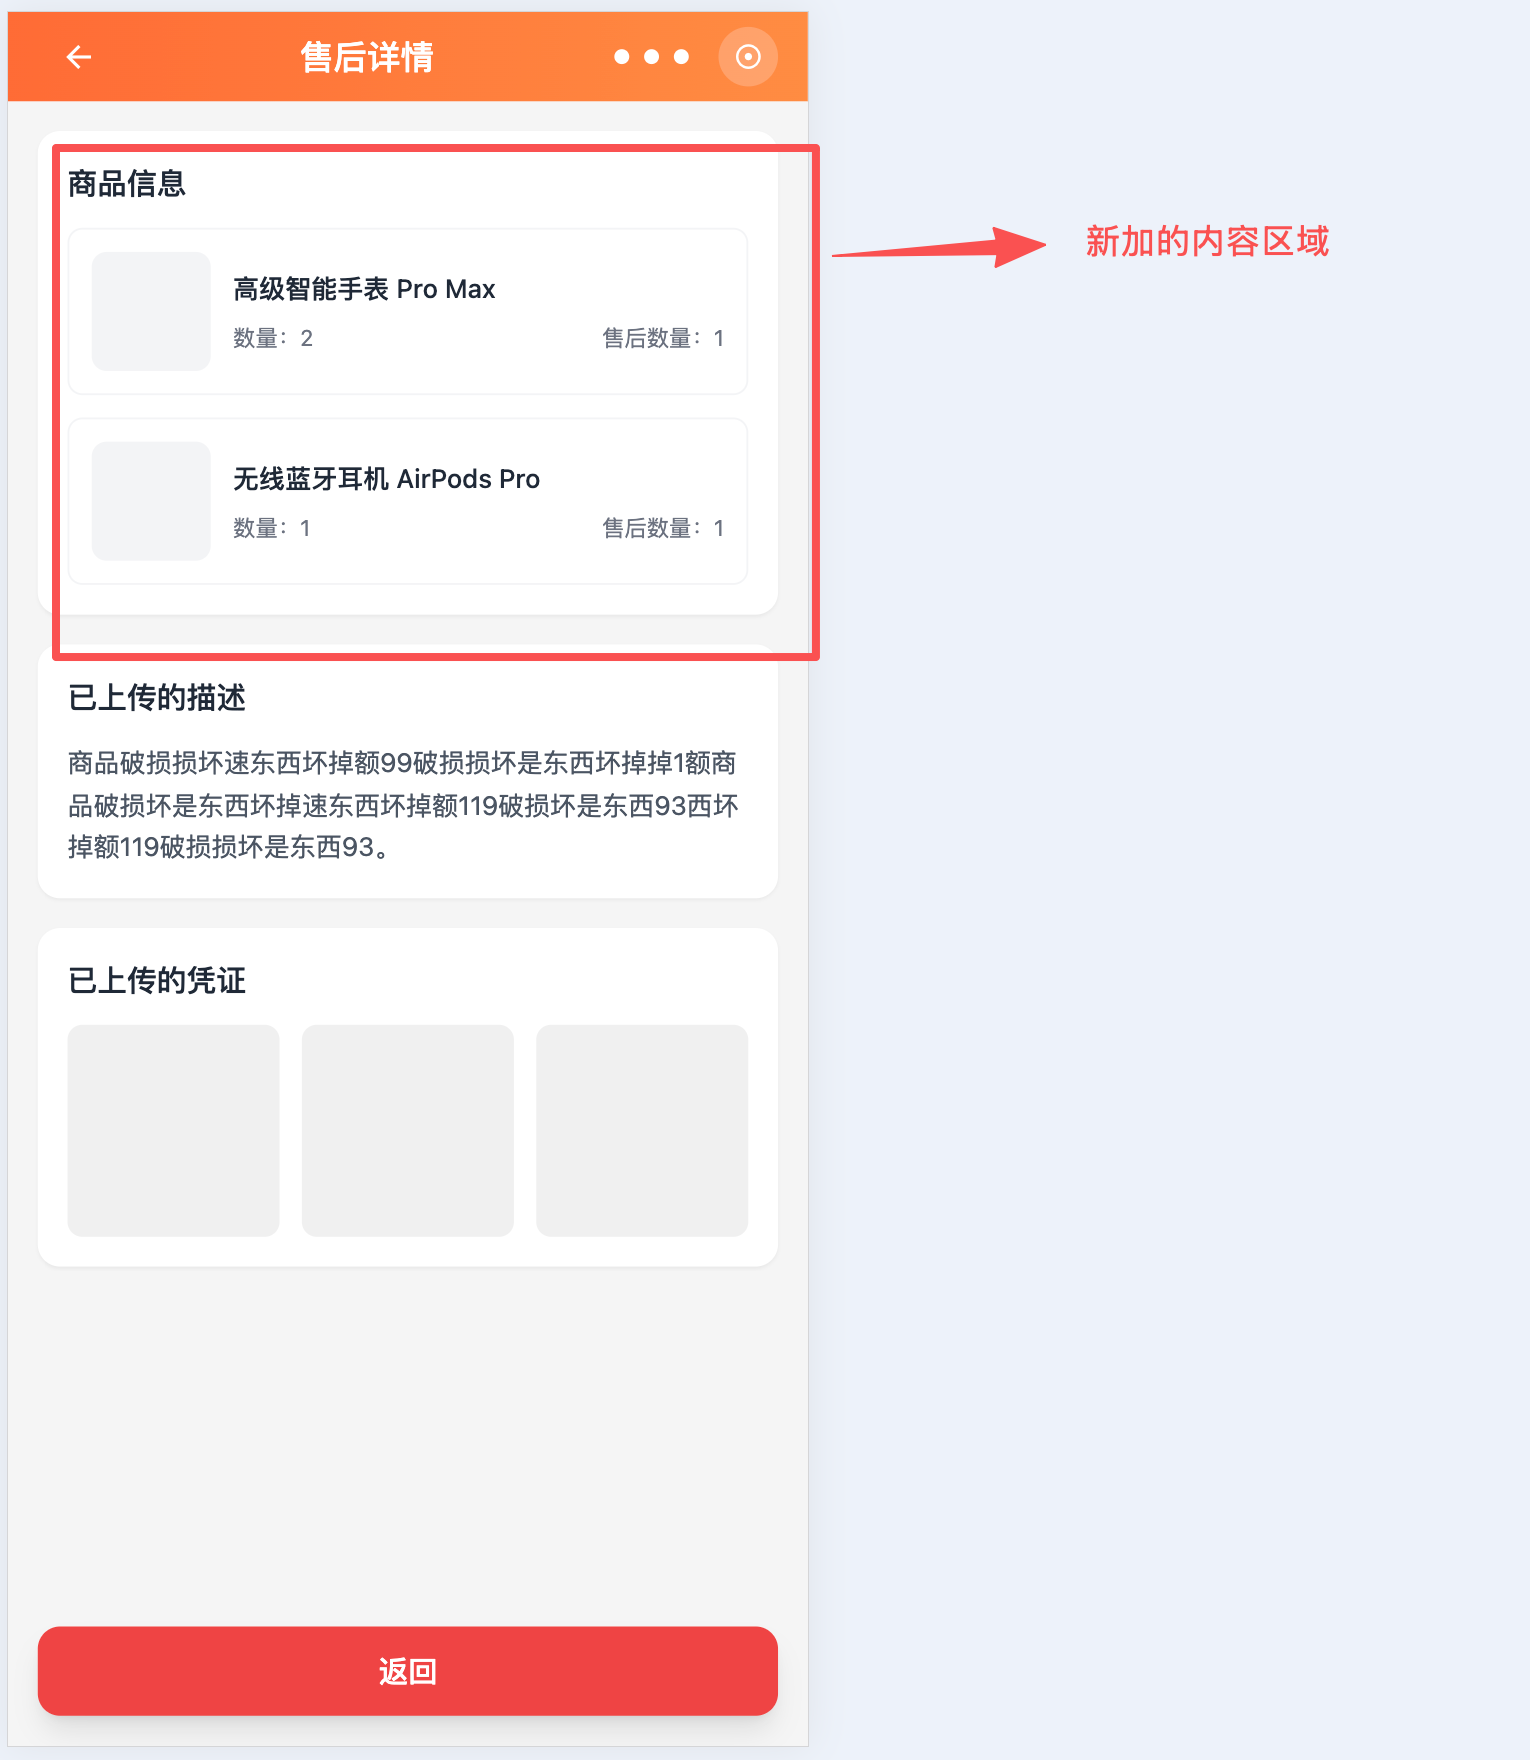 售后详情
商品信息
新加的内容区域
高级智能手表 Pro Max
数量：2
售后数量：1
无线蓝牙耳机 AirPods Pro
数量：1
售后数量：1
已上传的描述
商品破损损坏速东西坏掉额99破损损坏是东西坏掉掉1额商
品破损坏是东西坏掉速东西坏掉额119破损坏是东西93西坏
掉额119破损损坏是东西93。
已上传的凭证
返回